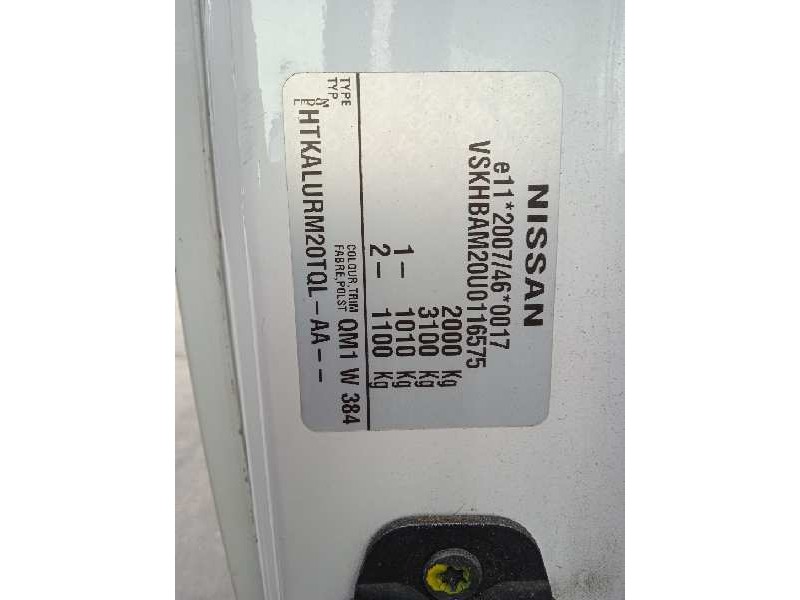 NISSAN
e11*2007/46*0017
VSKHBAM20U0116575
2000 Kg
3100 Kg
1- 1010 Kg
2- 1100 Kg
COLOUR,TRIM QM1 W 384
FABRE,POLST
TYPE
TYP
HTKALURM20TQL-AA--